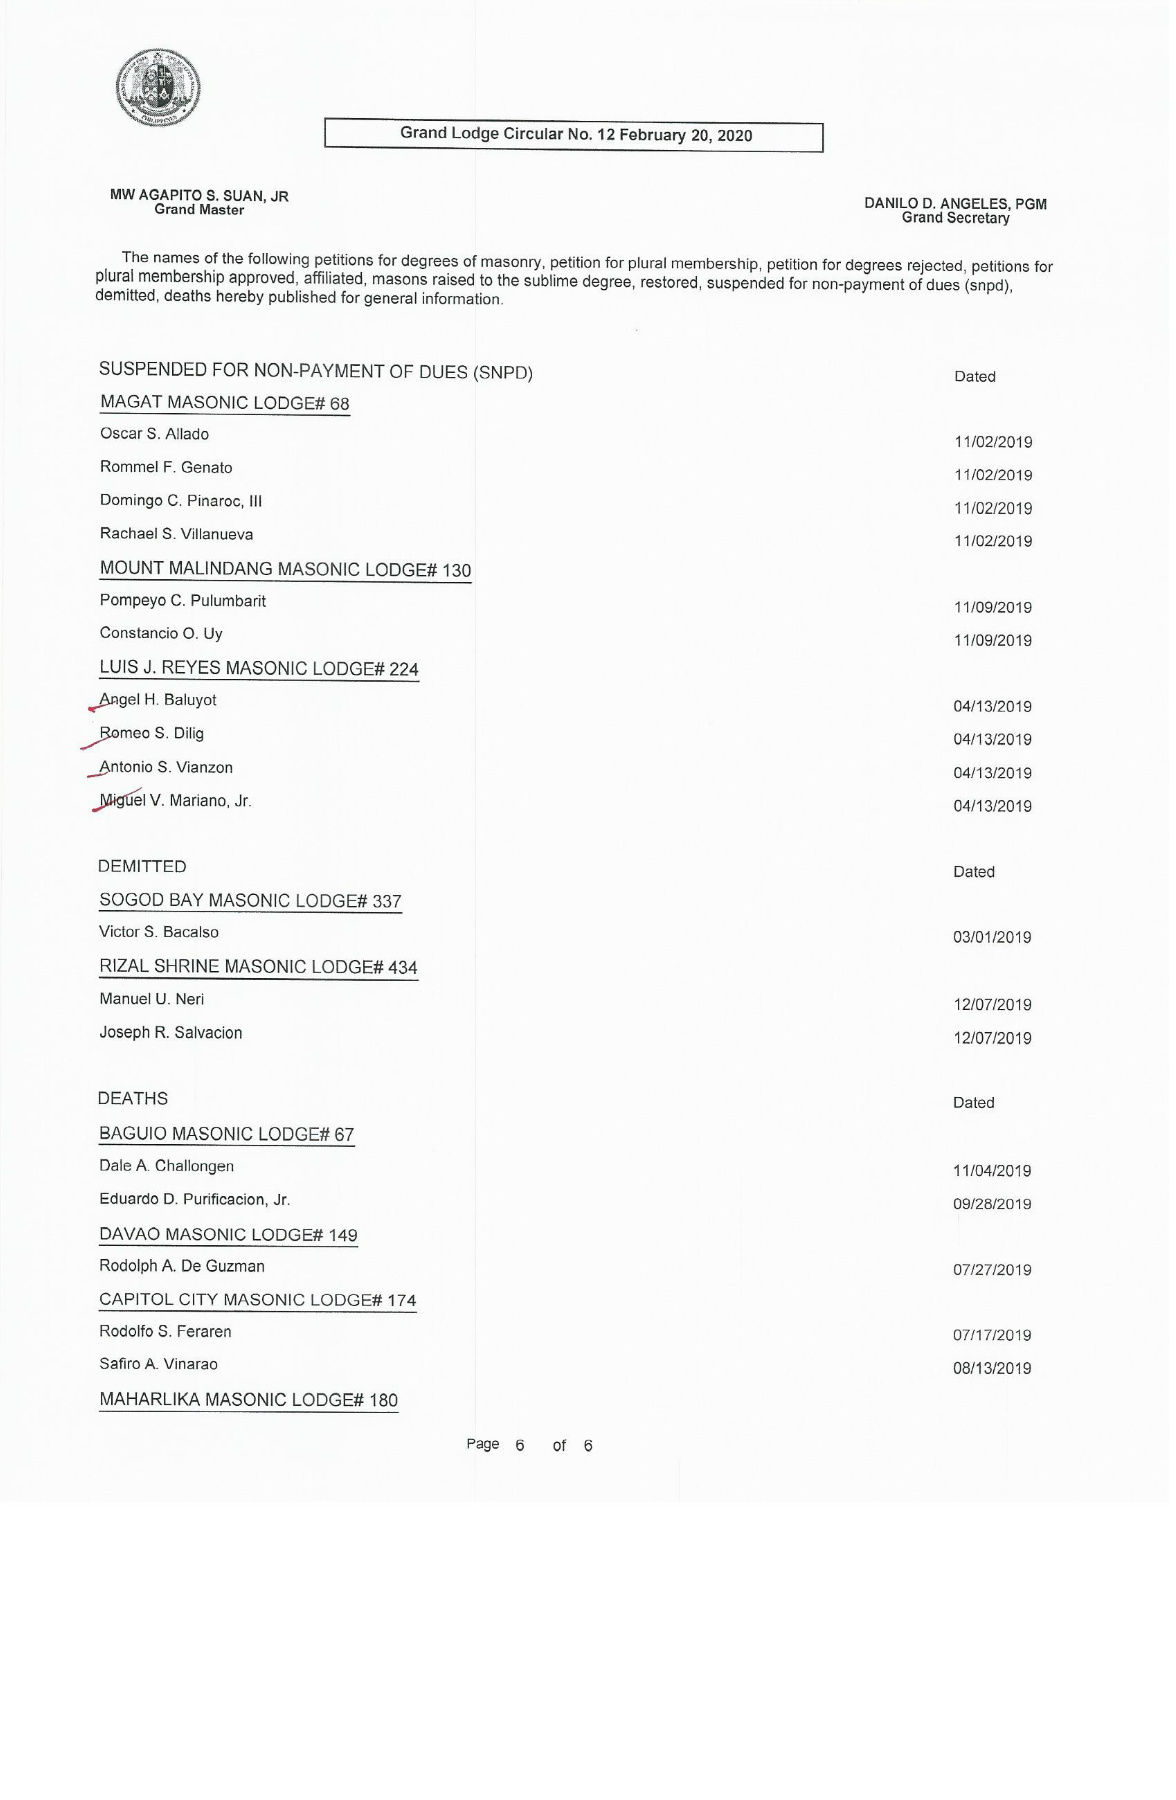 PHILIPPINES
Grand Lodge Circular No. 12 February 20, 2020
MW AGAPITO S. SUAN, JR
Grand Master
DANILO D. ANGELES, PGM
Grand Secretary
The names of the following petitions for degrees of masonry, petition for plural membership, petition for degrees rejected, petitions for
plural membership approved, affiliated, masons raised to the sublime degree, restored, suspended for non-payment of dues (snpd),
demitted, deaths hereby published for general information.
SUSPENDED FOR NON-PAYMENT OF DUES (SNPD) Dated
MAGAT MASONIC LODGE# 68
Oscar S. Allado 11/02/2019
Rommel F. Genato 11/02/2019
Domingo C. Pinaroc, III 11/02/2019
Rachael S. Villanueva 11/02/2019
MOUNT MALINDANG MASONIC LODGE# 130
Pompeyo C. Pulumbarit 11/09/2019
Constancio O. Uy 11/09/2019
LUIS J. REYES MASONIC LODGE# 224
Angel H. Baluyot 04/13/2019
Romeo S. Dilig 04/13/2019
Antonio S. Vianzon 04/13/2019
Miguel V. Mariano, Jr. 04/13/2019
DEMITTED Dated
SOGOD BAY MASONIC LODGE# 337
Victor S. Bacalso 03/01/2019
RIZAL SHRINE MASONIC LODGE# 434
Manuel U. Neri 12/07/2019
Joseph R. Salvacion 12/07/2019
DEATHS Dated
BAGUIO MASONIC LODGE# 67
Dale A. Challongen 11/04/2019
Eduardo D. Purificacion, Jr. 09/28/2019
DAVAO MASONIC LODGE# 149
Rodolph A. De Guzman 07/27/2019
CAPITOL CITY MASONIC LODGE# 174
Rodolfo S. Feraren 07/17/2019
Safiro A. Vinarao 08/13/2019
MAHARLIKA MASONIC LODGE# 180
Page 6 of 6